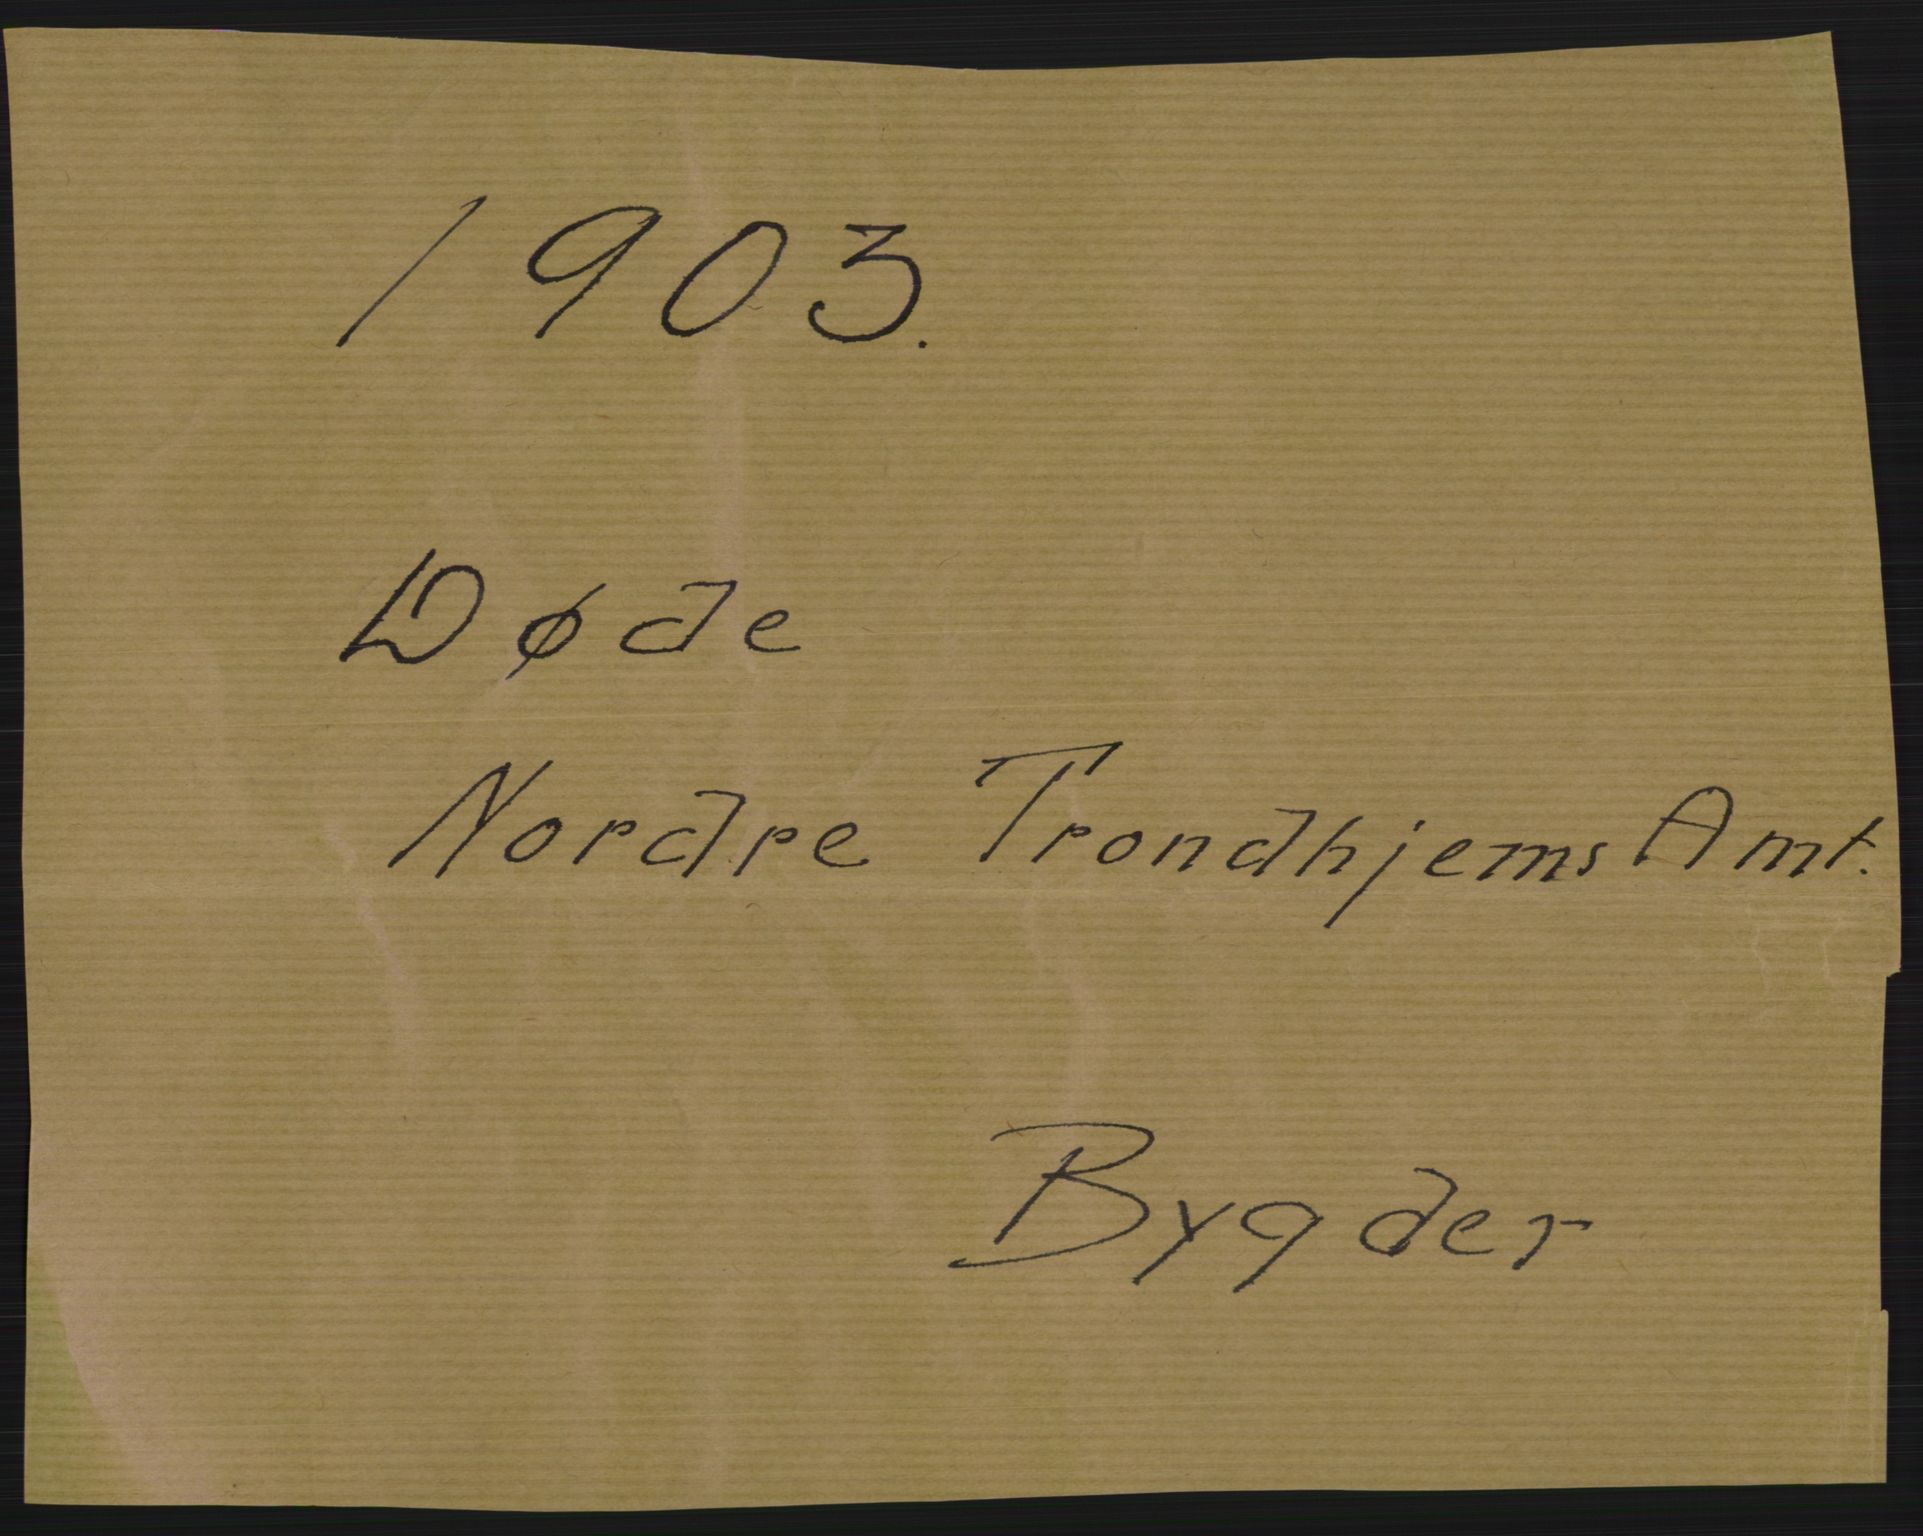 1903.
Døde
Nordre Trondhjems Amt.
Bygder